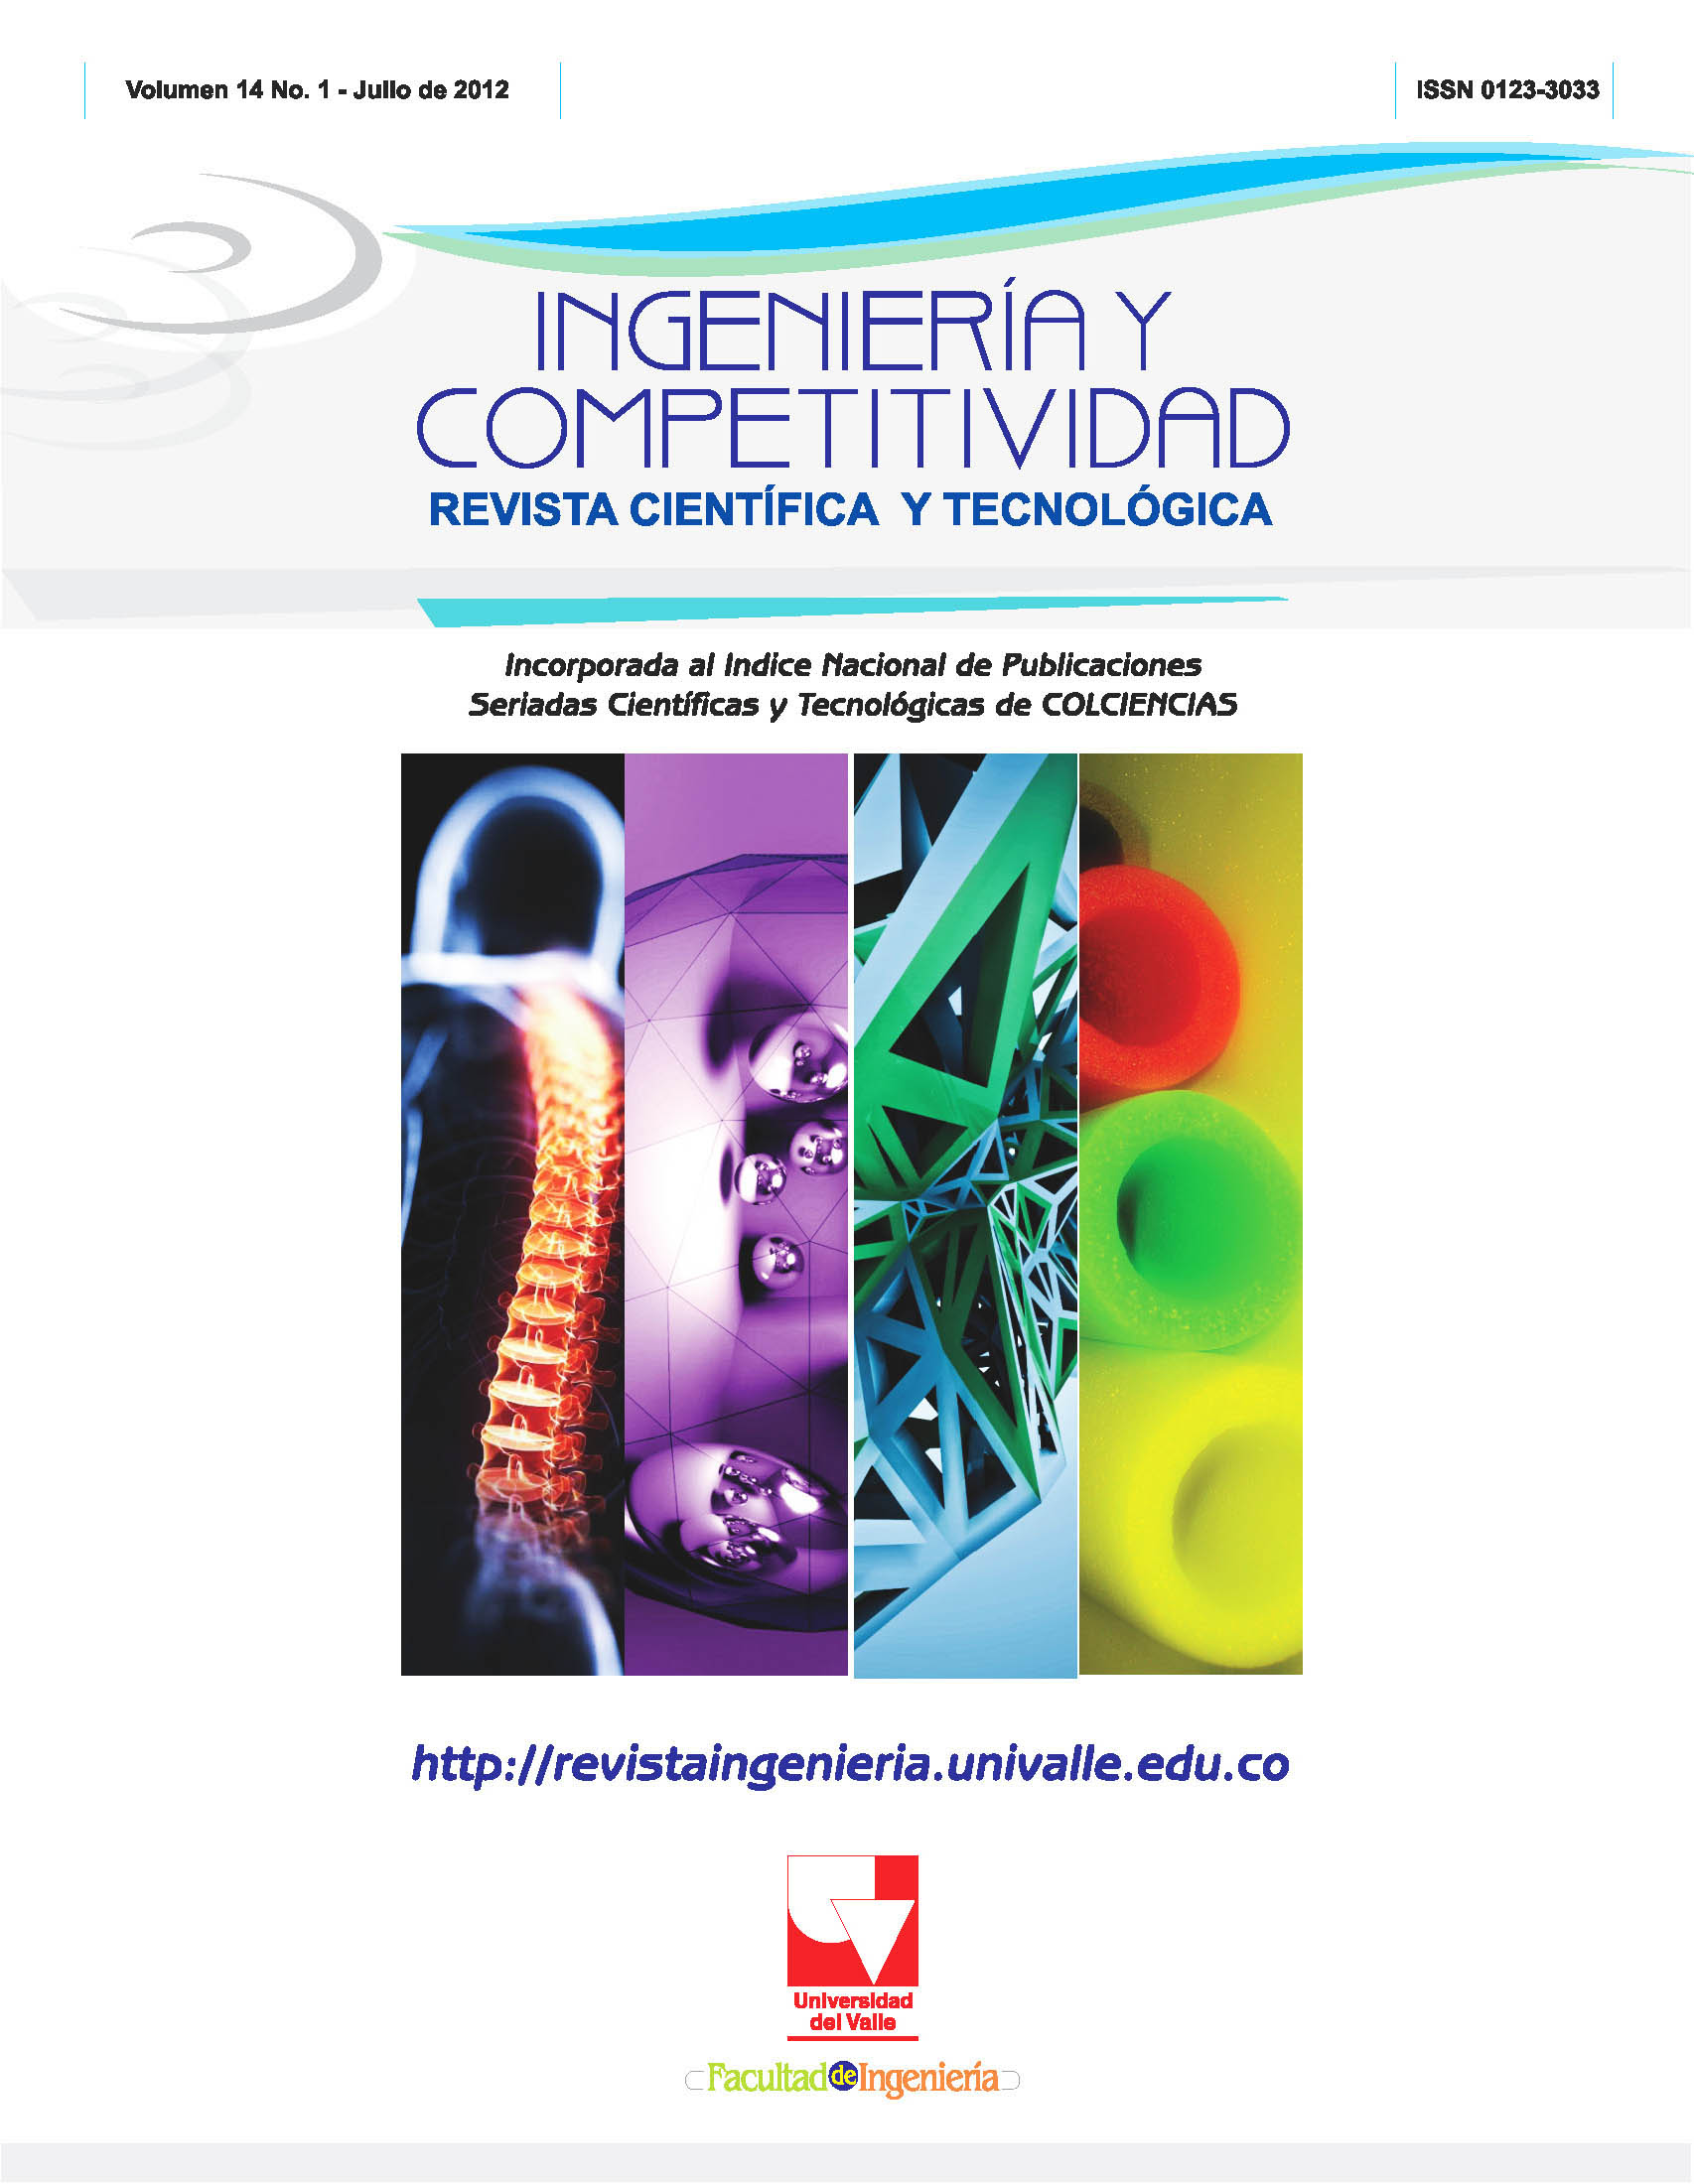 Volumen 14 No. 1 - Julio de 2012
ISSN 0123-3033
INGENIERÍA Y
COMPETITIVIDAD
REVISTA CIENTÍFICA Y TECNOLÓGICA
Incorporada al Indice Nacional de Publicaciones
Seriadas Científicas y Tecnológicas de COLCIENCIAS
http://revistaingenieria.univalle.edu.co
Universidad
del Valle
Facultad de Ingeniería